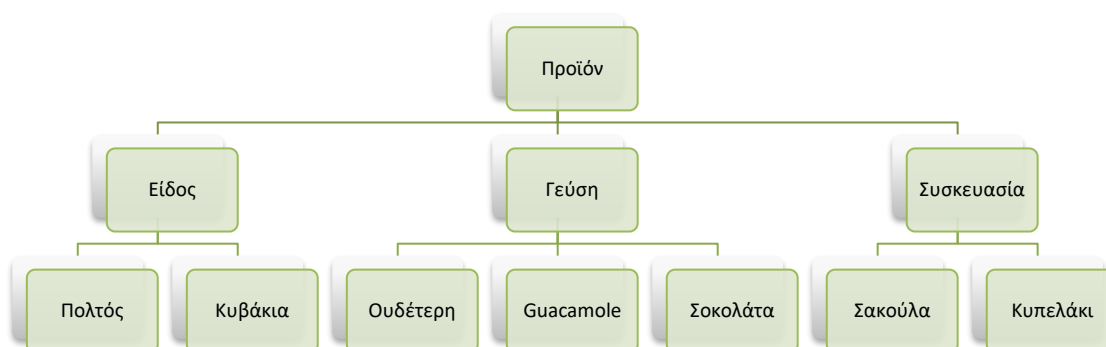 Προϊόν
Είδος
Γεύση
Συσκευασία
Πολτός
Κυβάκια
Ουδέτερη
Guacamole
Σοκολάτα
Σακούλα
Κυπελάκι